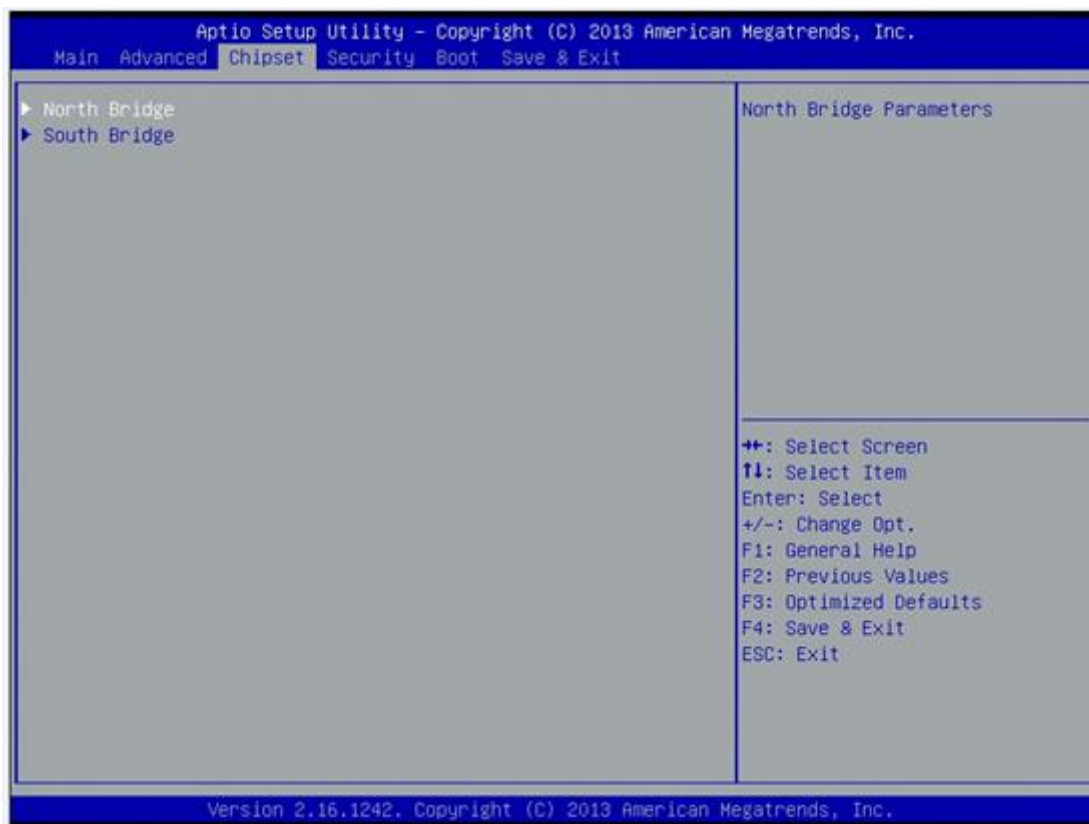 Aptio Setup Utility – Copyright (C) 2013 American Megatrends, Inc.
Main Advanced Chipset Security Boot Save & Exit
► North Bridge
► South Bridge
North Bridge Parameters
→←: Select Screen
↑↓: Select Item
Enter: Select
+/-: Change Opt.
F1: General Help
F2: Previous Values
F3: Optimized Defaults
F4: Save & Exit
ESC: Exit
Version 2.16.1242. Copyright (C) 2013 American Megatrends, Inc.